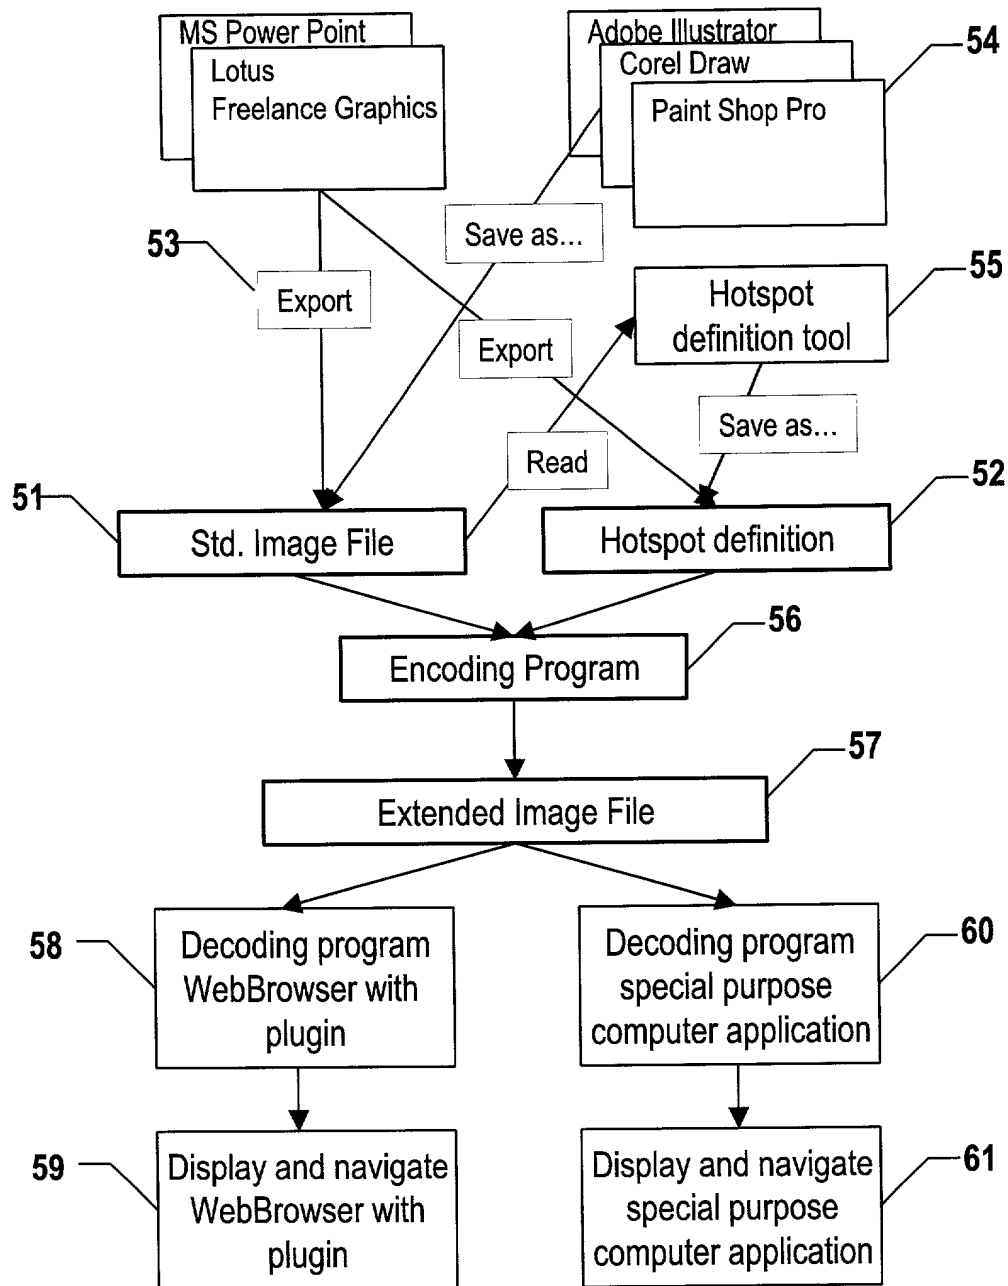 MS Power Point
Lotus
Freelance Graphics
Adobe Illustrator
Corel Draw
Paint Shop Pro
54
53
Export
Save as...
Export
Hotspot
definition tool
55
Save as...
Read
51
Std. Image File
Hotspot definition
52
Encoding Program
56
Extended Image File
57
58
Decoding program
WebBrowser with
plugin
Decoding program
special purpose
computer application
60
59
Display and navigate
WebBrowser with
plugin
Display and navigate
special purpose
computer application
61